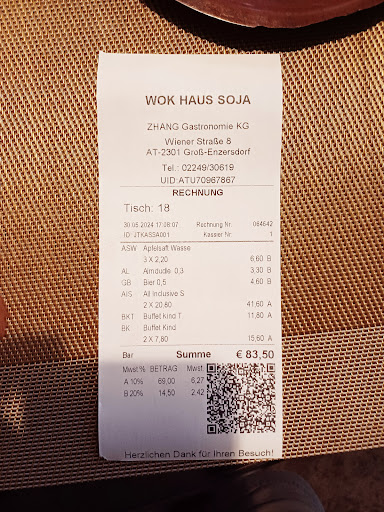 WOK HAUS SOJA
ZHANG Gastronomie KG
Wiener Straße 8
AT-2301 Groß-Enzersdorf
Tel.: 02249/30619
UID:ATU70967867
RECHNUNG
Tisch: 18
30.05.2024 17:08:07 Rechnung Nr. 064642
ID: JTKASSA001 Kassier Nr. 1
ASW Apfelsaft Wasse
3 X 2,20 6,60 B
AL Almdudle 0,3 3,30 B
GB Bier 0,5 4,60 B
AIS All Inclusive S
2 X 20,80 41,60 A
BKT Buffet Kind T 11,80 A
BK Buffet Kind
2 X 7,80 15,60 A
Bar Summe € 83,50
Mwst.% BETRAG Mwst.
A 10% 69,00 6,27
B 20% 14,50 2,42
Herzlichen Dank für Ihren Besuch!